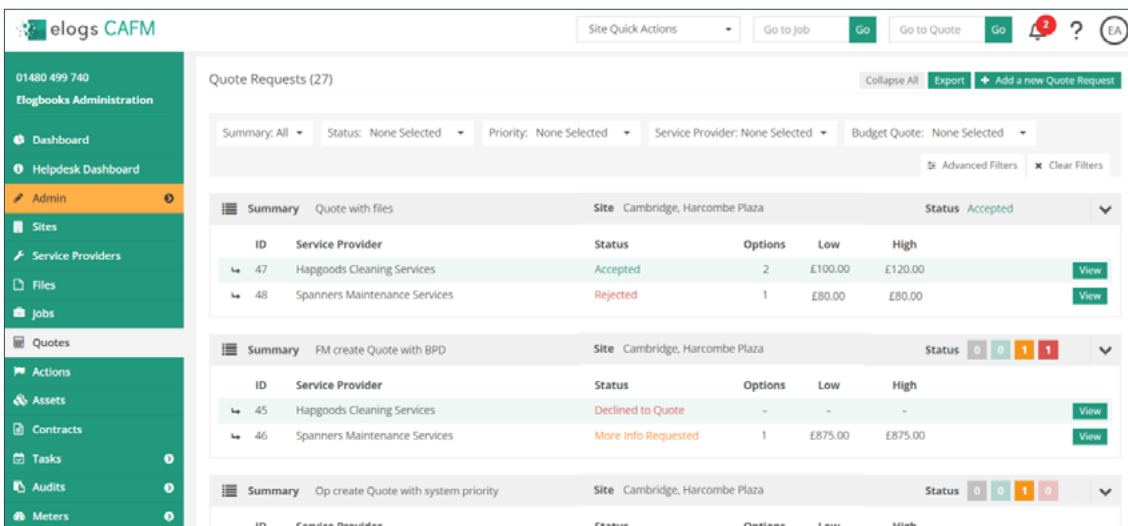 elogs CAFM
Site Quick Actions
Go to Job
Go
Go to Quote
Go
2
?
EA
01480 499 740
Elogbooks Administration
Dashboard
Helpdesk Dashboard
Admin
Sites
Service Providers
Files
Jobs
Quotes
Actions
Assets
Contracts
Tasks
Audits
Meters
Quote Requests (27)
Collapse All
Export
+ Add a new Quote Request
Summary: All
Status: None Selected
Priority: None Selected
Service Provider: None Selected
Budget Quote: None Selected
Advanced Filters
Clear Filters
Summary Quote with files Site Cambridge, Harcombe Plaza Status Accepted
ID Service Provider Status Options Low High
47 Hapgoods Cleaning Services Accepted 2 £100.00 £120.00 View
48 Spanners Maintenance Services Rejected 1 £80.00 £80.00 View
Summary FM create Quote with BPD Site Cambridge, Harcombe Plaza Status 0 0 1 1
ID Service Provider Status Options Low High
45 Hapgoods Cleaning Services Declined to Quote - - - View
46 Spanners Maintenance Services More Info Requested 1 £875.00 £875.00 View
Summary Op create Quote with system priority Site Cambridge, Harcombe Plaza Status 0 0 1 0
ID Service Provider Status Options Low High